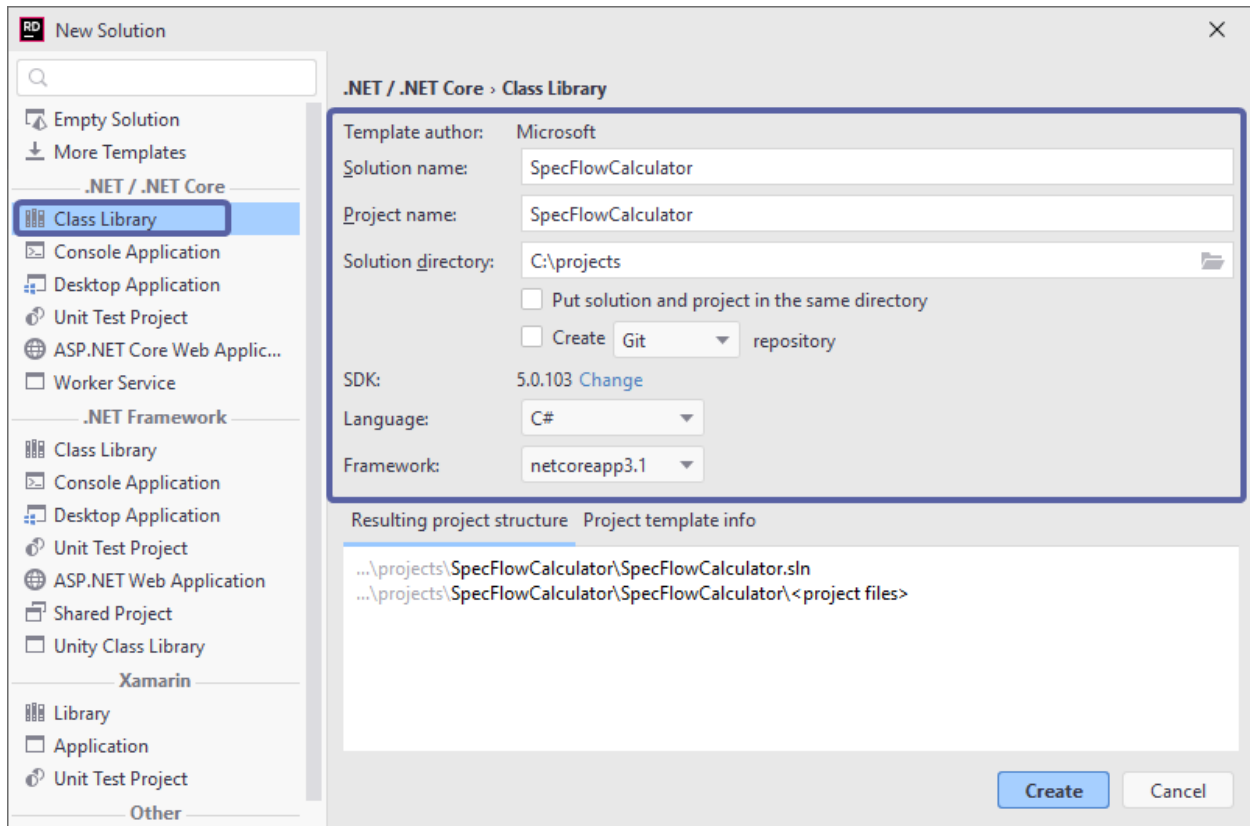 RD New Solution
Empty Solution
More Templates
.NET / .NET Core
Class Library
Console Application
Desktop Application
Unit Test Project
ASP.NET Core Web Applic...
Worker Service
.NET Framework
Class Library
Console Application
Desktop Application
Unit Test Project
ASP.NET Web Application
Shared Project
Unity Class Library
Xamarin
Library
Application
Unit Test Project
Other
.NET / .NET Core › Class Library
Template author: Microsoft
Solution name: SpecFlowCalculator
Project name: SpecFlowCalculator
Solution directory: C:\projects
Put solution and project in the same directory
Create Git repository
SDK: 5.0.103 Change
Language: C#
Framework: netcoreapp3.1
Resulting project structure Project template info
...\projects\SpecFlowCalculator\SpecFlowCalculator.sln
...\projects\SpecFlowCalculator\SpecFlowCalculator\<project files>
Create Cancel